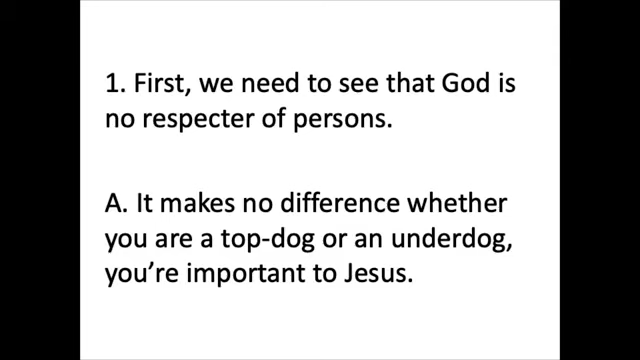 1. First, we need to see that God is
no respecter of persons.
A. It makes no difference whether
you are a top-dog or an underdog,
you’re important to Jesus.